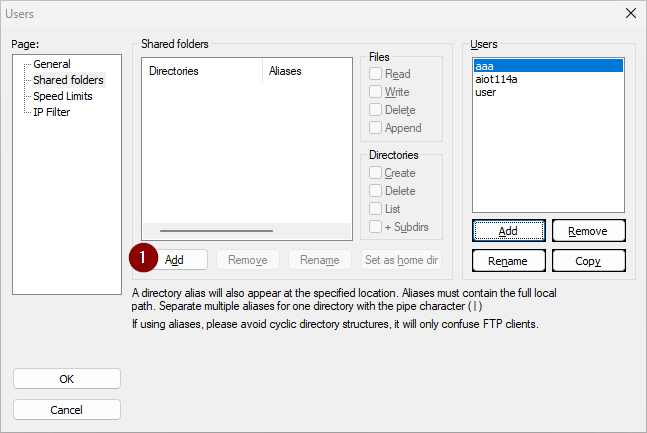 Users
Page:
General
Shared folders
Speed Limits
IP Filter
Shared folders
Directories Aliases
Files
Read
Write
Delete
Append
Directories
Create
Delete
List
+ Subdirs
1
Add Remove Rename Set as home dir
Users
aaa
aiot114a
user
Add Remove
Rename Copy
A directory alias will also appear at the specified location. Aliases must contain the full local
path. Separate multiple aliases for one directory with the pipe character ( | )
If using aliases, please avoid cyclic directory structures, it will only confuse FTP clients.
OK
Cancel